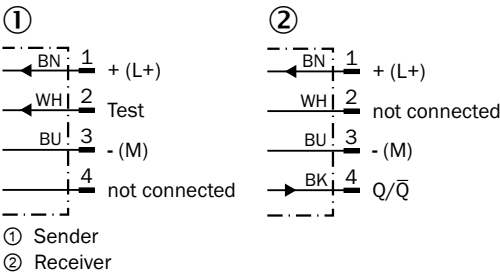 ①
BN 1 + (L+)
WH 2 Test
BU 3 - (M)
4 not connected
②
BN 1 + (L+)
WH 2 not connected
BU 3 - (M)
BK 4 Q/Q̅
① Sender
② Receiver